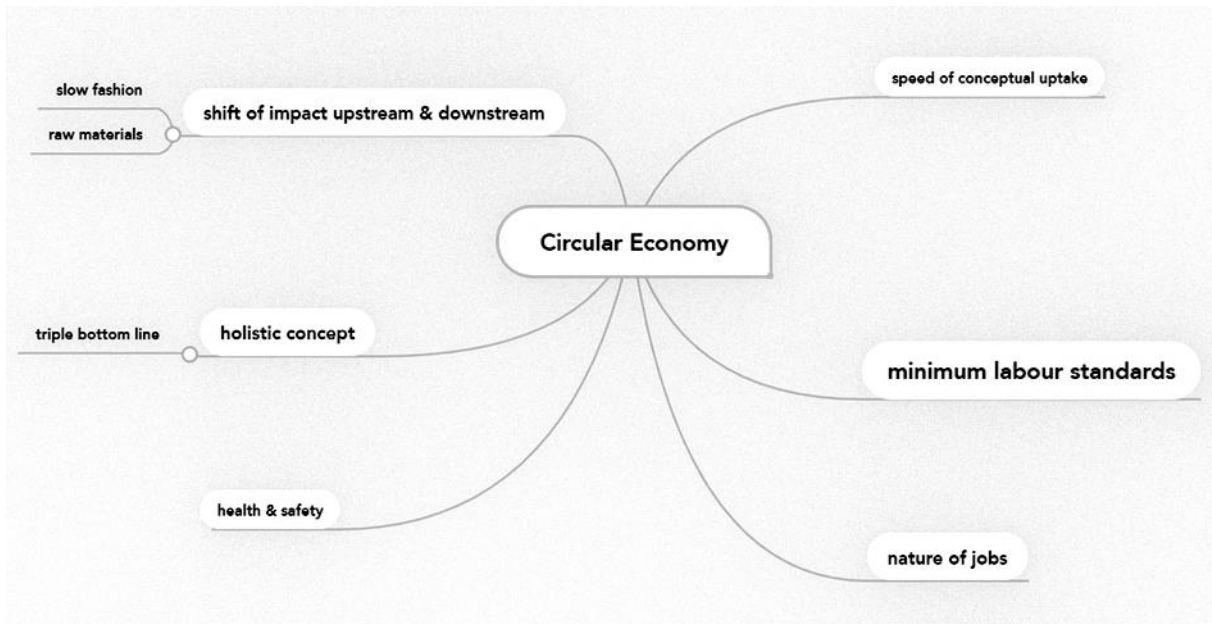 slow fashion
raw materials
shift of impact upstream & downstream
speed of conceptual uptake
Circular Economy
triple bottom line
holistic concept
minimum labour standards
health & safety
nature of jobs